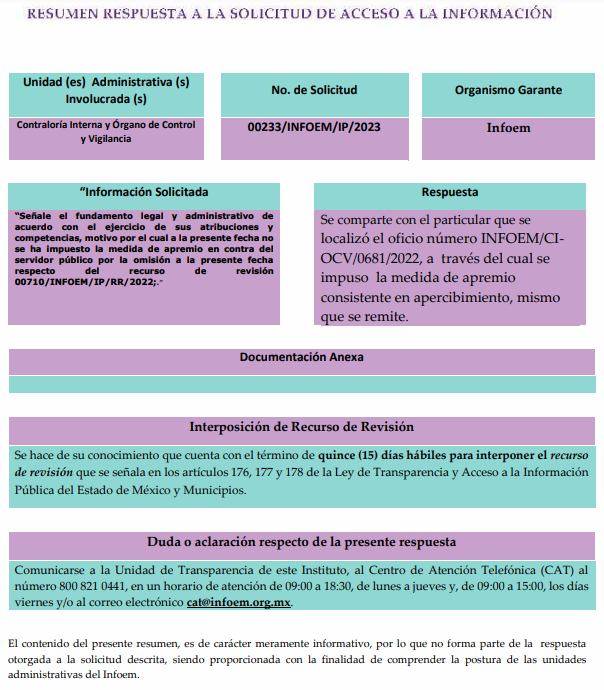 RESUMEN RESPUESTA A LA SOLICITUD DE ACCESO A LA INFORMACIÓN
Unidad (es) Administrativa (s)
Involucrada (s)
No. de Solicitud
Organismo Garante
Contraloría Interna y Órgano de Control
y Vigilancia
00233/INFOEM/IP/2023
Infoem
“Información Solicitada
Respuesta
“Señale el fundamento legal y administrativo de
acuerdo con el ejercicio de sus atribuciones y
competencias, motivo por el cual a la presente fecha no
se ha impuesto la medida de apremio en contra del
servidor público por la omisión a la presente fecha
respecto del recurso de revisión
00710/INFOEM/IP/RR/2022;.”
Se comparte con el particular que se
localizó el oficio número INFOEM/CI-
OCV/0681/2022, a través del cual se
impuso la medida de apremio
consistente en apercibimiento, mismo
que se remite.
Documentación Anexa
Interposición de Recurso de Revisión
Se hace de su conocimiento que cuenta con el término de quince (15) días hábiles para interponer el recurso
de revisión que se señala en los artículos 176, 177 y 178 de la Ley de Transparencia y Acceso a la Información
Pública del Estado de México y Municipios.
Duda o aclaración respecto de la presente respuesta
Comunicarse a la Unidad de Transparencia de este Instituto, al Centro de Atención Telefónica (CAT) al
número 800 821 0441, en un horario de atención de 09:00 a 18:30, de lunes a jueves y, de 09:00 a 15:00, los días
viernes y/o al correo electrónico cat@infoem.org.mx.
El contenido del presente resumen, es de carácter meramente informativo, por lo que no forma parte de la respuesta
otorgada a la solicitud descrita, siendo proporcionada con la finalidad de comprender la postura de las unidades
administrativas del Infoem.